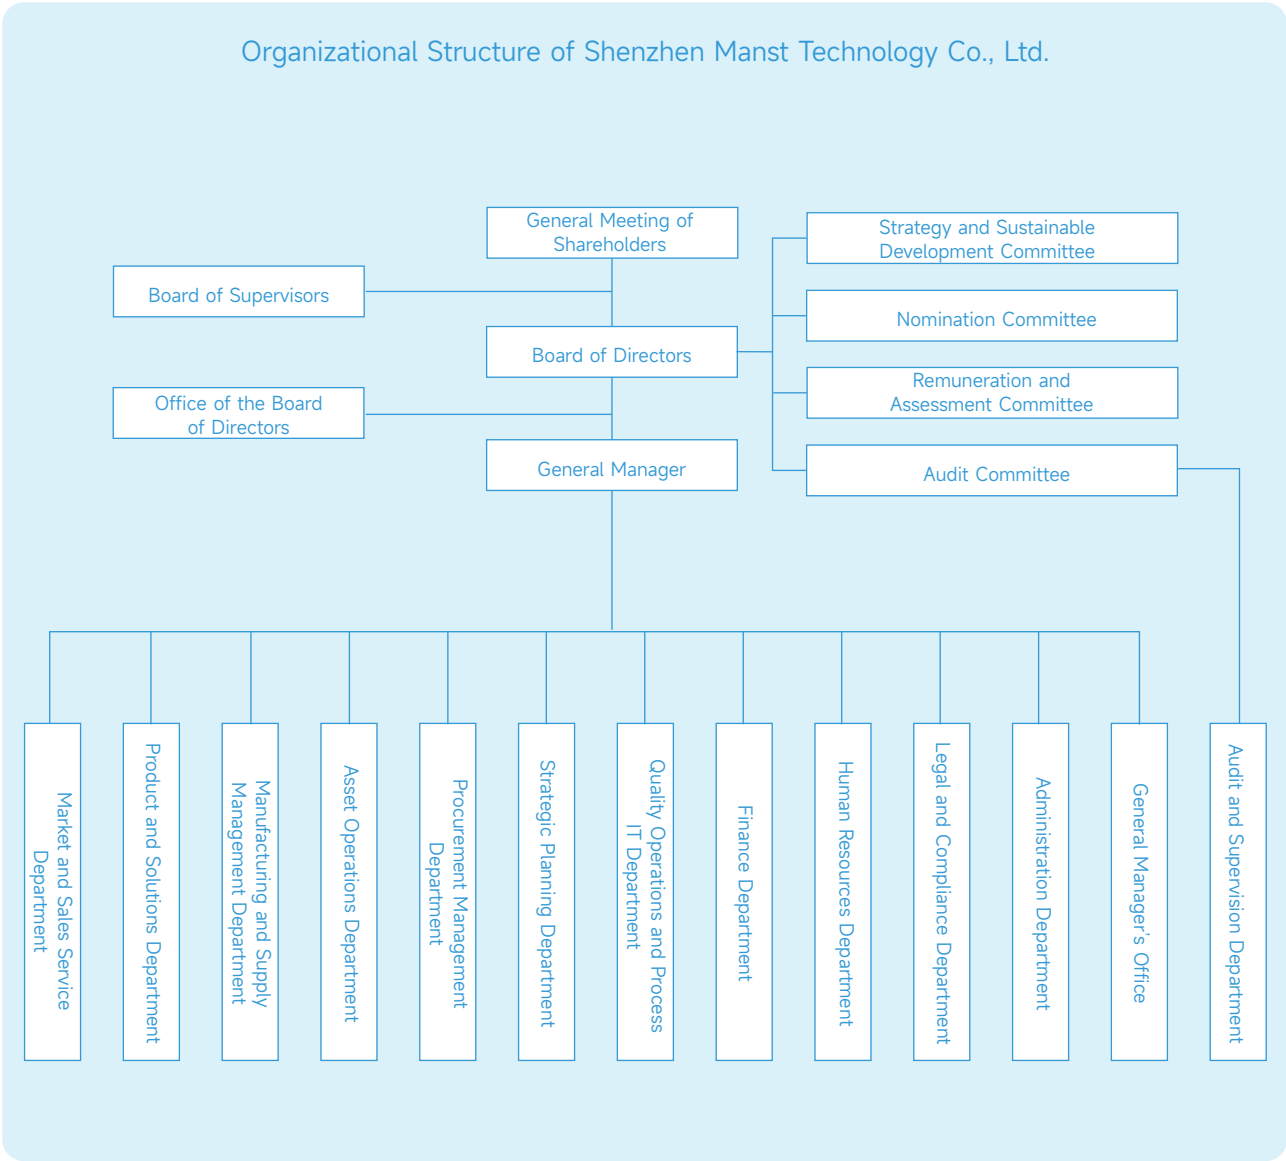 Organizational Structure of Shenzhen Manst Technology Co., Ltd.
General Meeting of
Shareholders
Strategy and Sustainable
Development Committee
Board of Supervisors
Nomination Committee
Board of Directors
Remuneration and
Assessment Committee
Office of the Board
of Directors
General Manager
Audit Committee
Market and Sales Service
Department
Product and Solutions Department
Manufacturing and Supply
Management Department
Asset Operations Department
Procurement Management
Department
Strategic Planning Department
Quality Operations and Process
IT Department
Finance Department
Human Resources Department
Legal and Compliance Department
Administration Department
General Manager's Office
Audit and Supervision Department